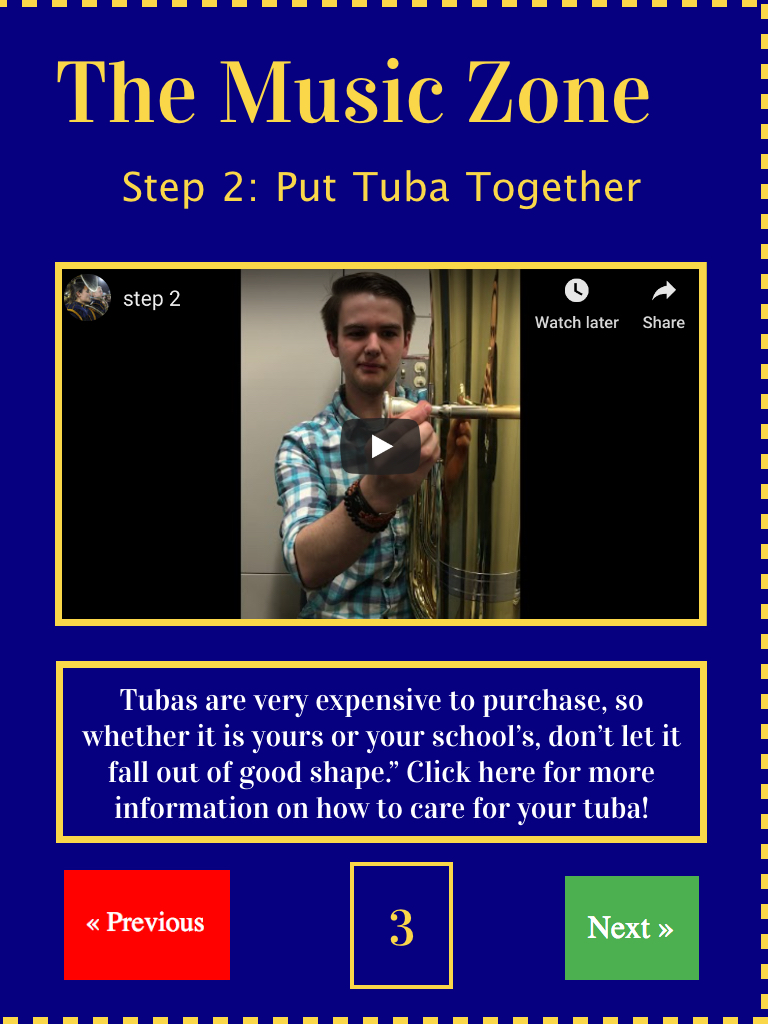 The Music Zone
Step 2: Put Tuba Together
step 2
Watch later
Share
Tubas are very expensive to purchase, so
whether it is yours or your school’s, don’t let it
fall out of good shape.” Click here for more
information on how to care for your tuba!
« Previous
3
Next »